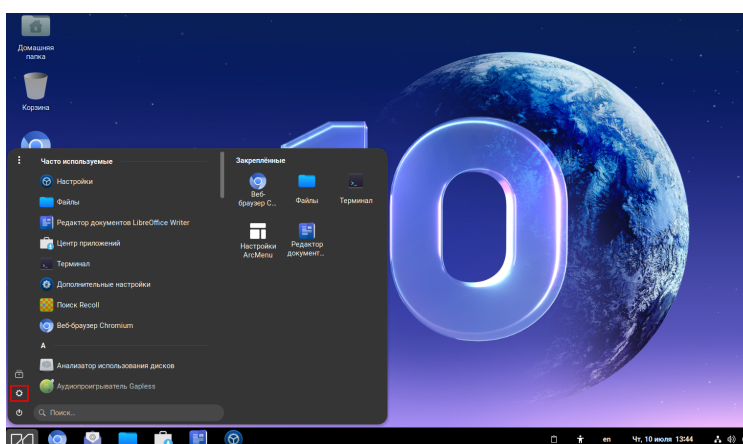 Домашняя
папка
Корзина
10
Часто используемые
Настройки
Файлы
Редактор документов LibreOffice Writer
Центр приложений
Терминал
Дополнительные настройки
Поиск Recoll
Веб-браузер Chromium
А
Анализатор использования дисков
Аудиопроигрыватель Gapless
Поиск...
Закреплённые
Веб-
браузер C...
Файлы
Терминал
Настройки
ArcMenu
Редактор
документ...
en
Чт, 10 июля 13:44